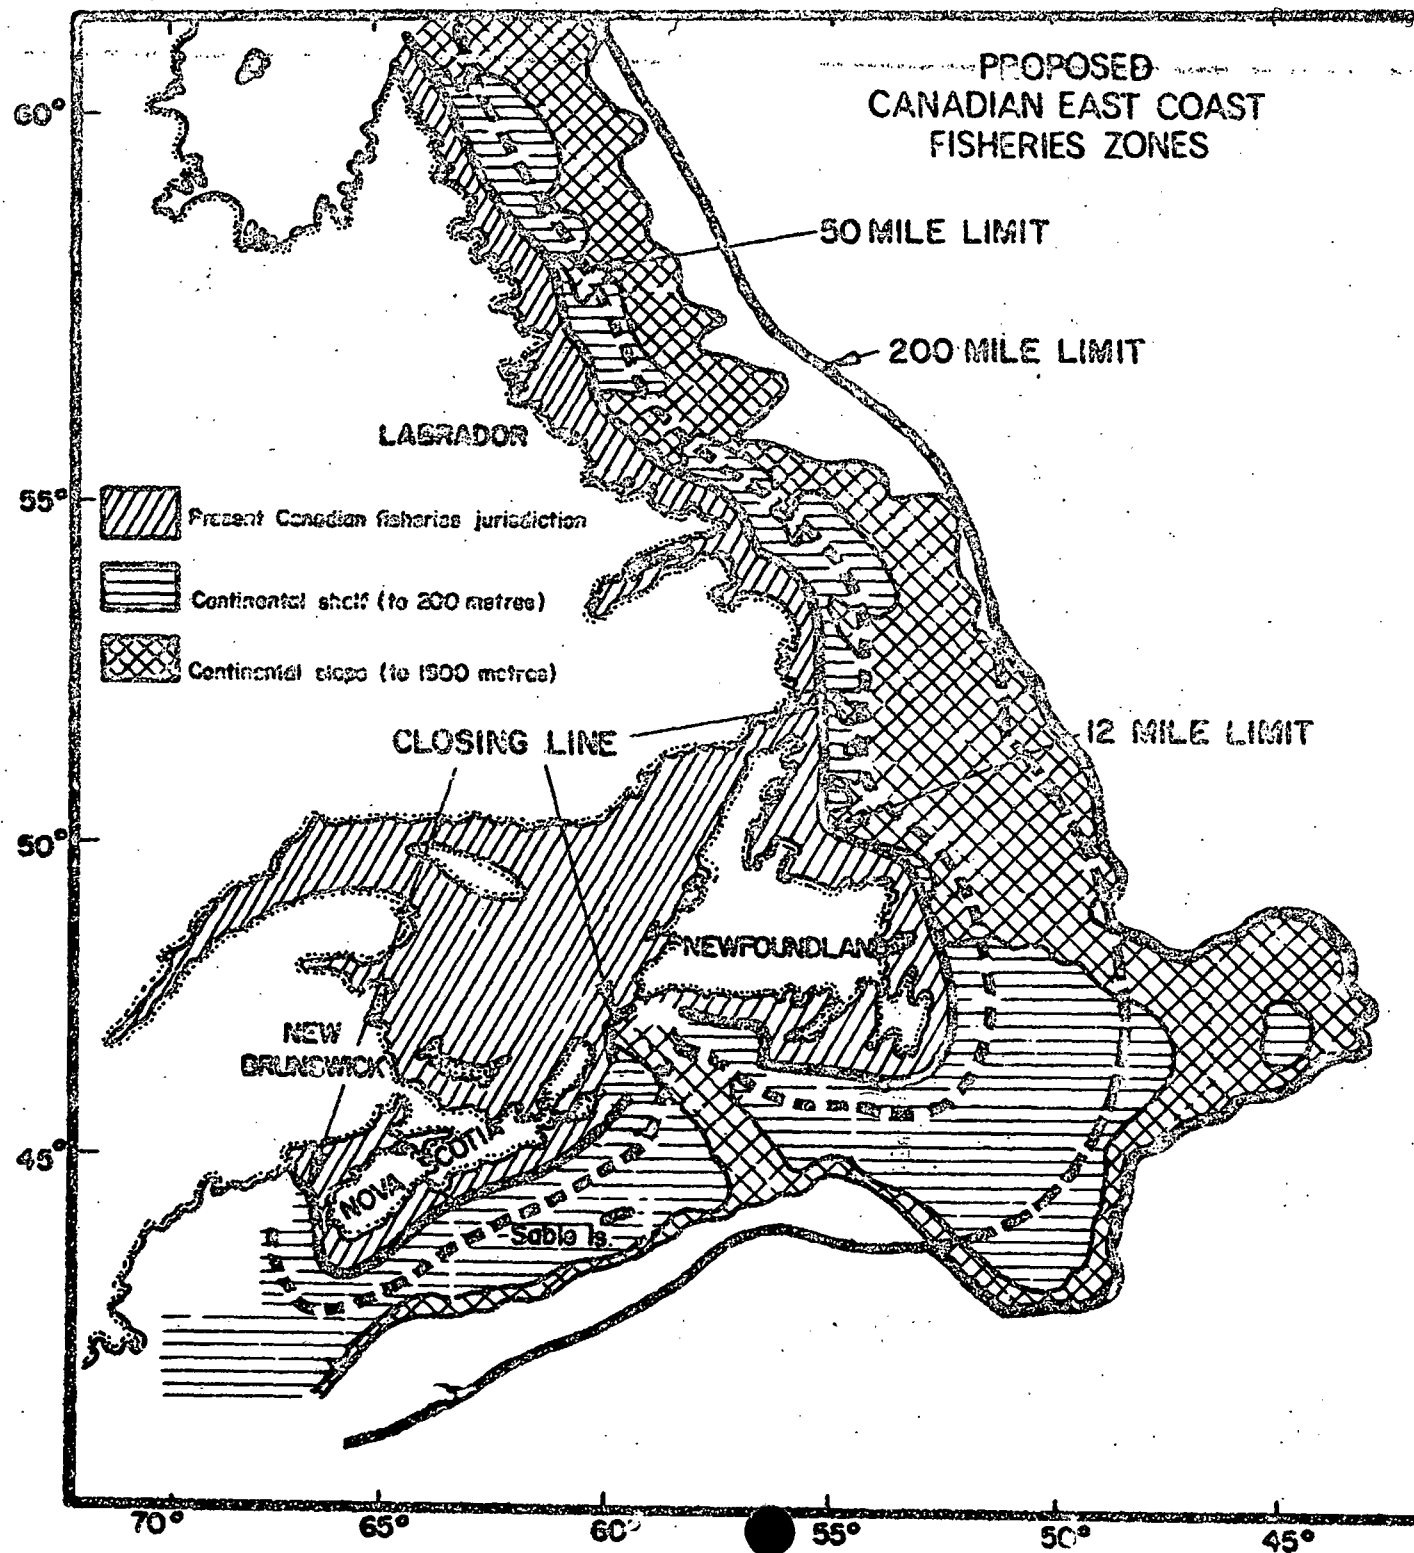 PROPOSED
CANADIAN EAST COAST
FISHERIES ZONES
60°
50 MILE LIMIT
200 MILE LIMIT
LABRADOR
55°
Present Canadian fisheries jurisdiction
Continental shelf (to 200 metres)
Continental slope (to 1500 metres)
CLOSING LINE
12 MILE LIMIT
50°
NEWFOUNDLAND
NEW
BRUNSWICK
45°
NOVA SCOTIA
Sable Is.
70° 65° 60° 55° 50° 45°